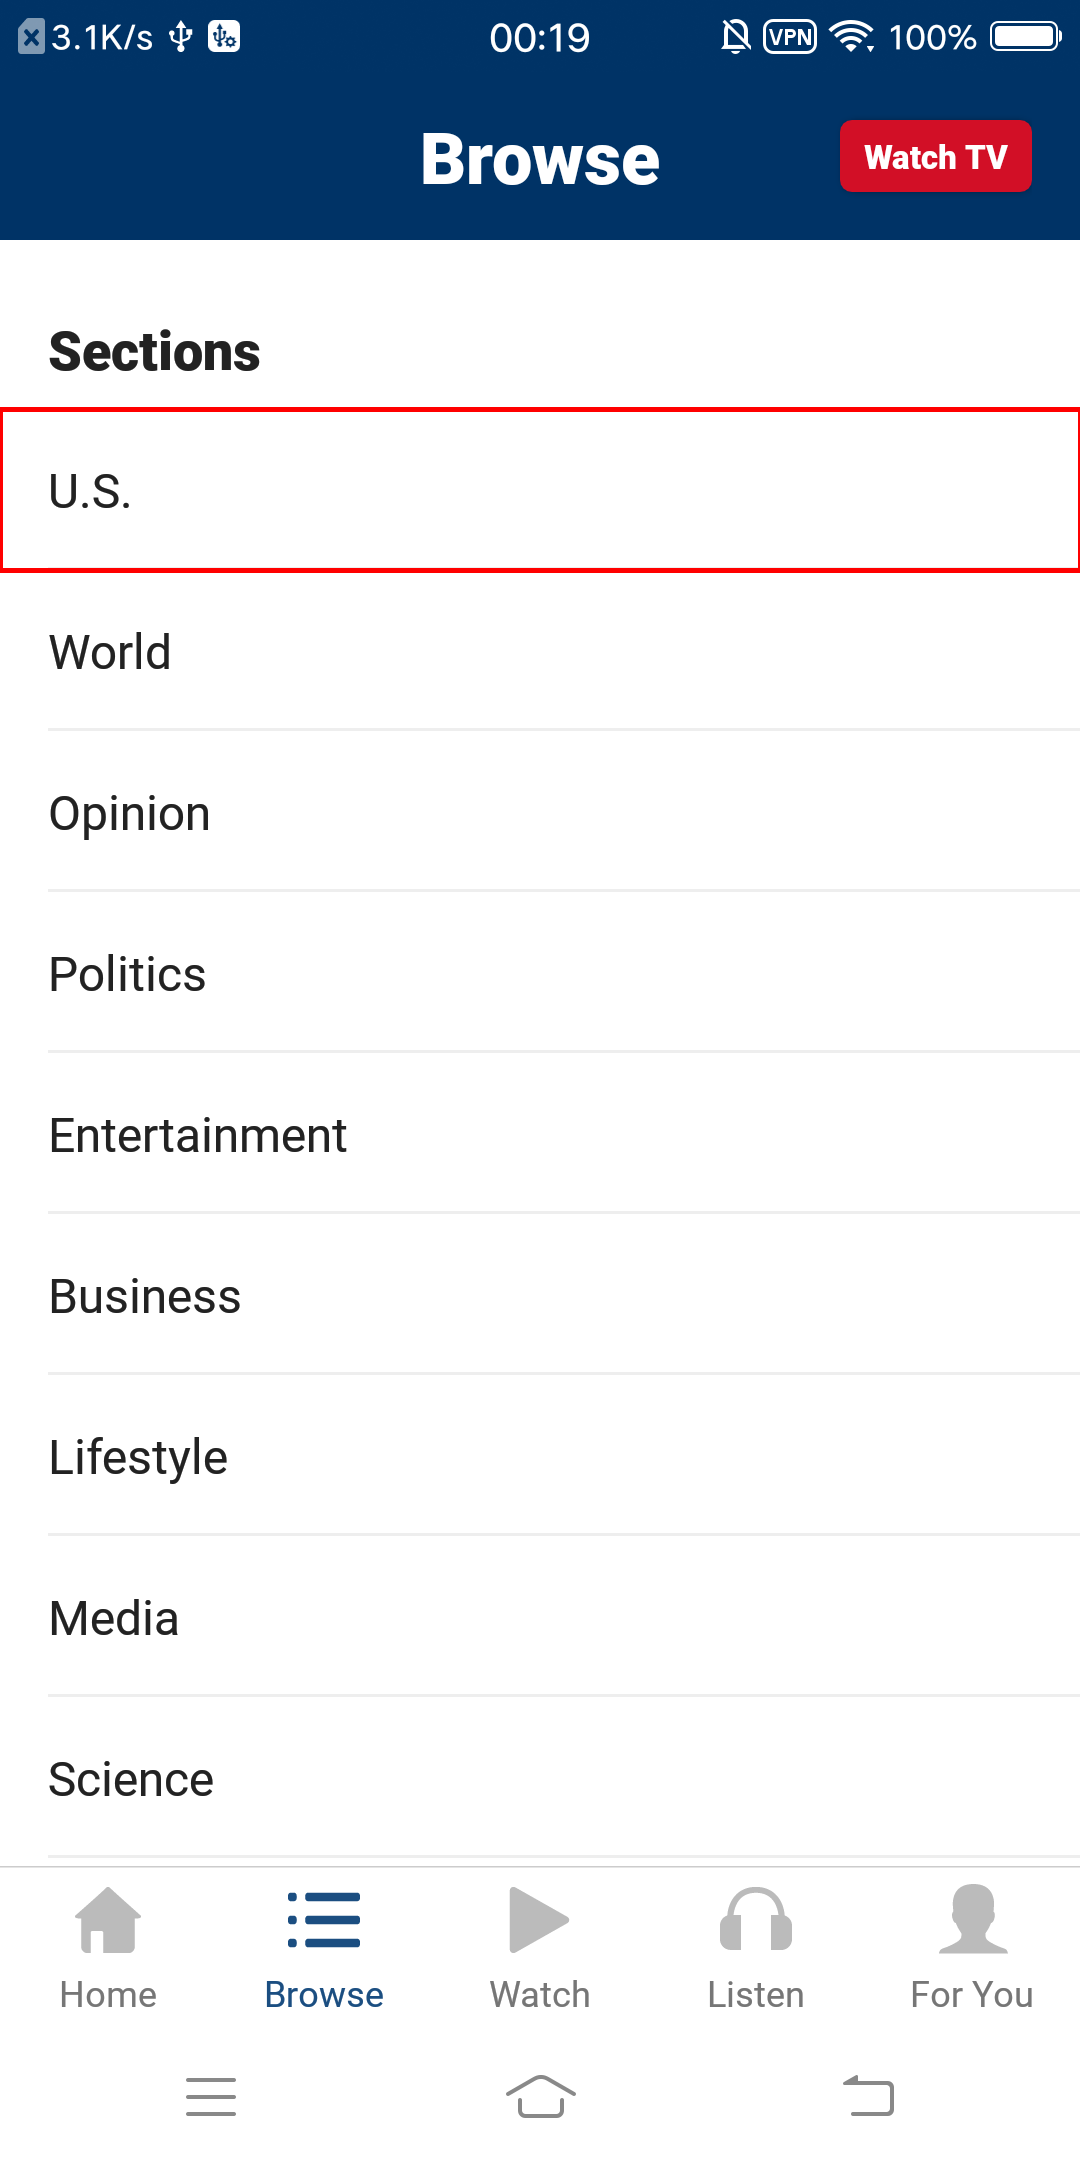 3.1K/s 00:19 VPN 100%
Browse
Watch TV
Sections
U.S.
World
Opinion
Politics
Entertainment
Business
Lifestyle
Media
Science
Home Browse Watch Listen For You